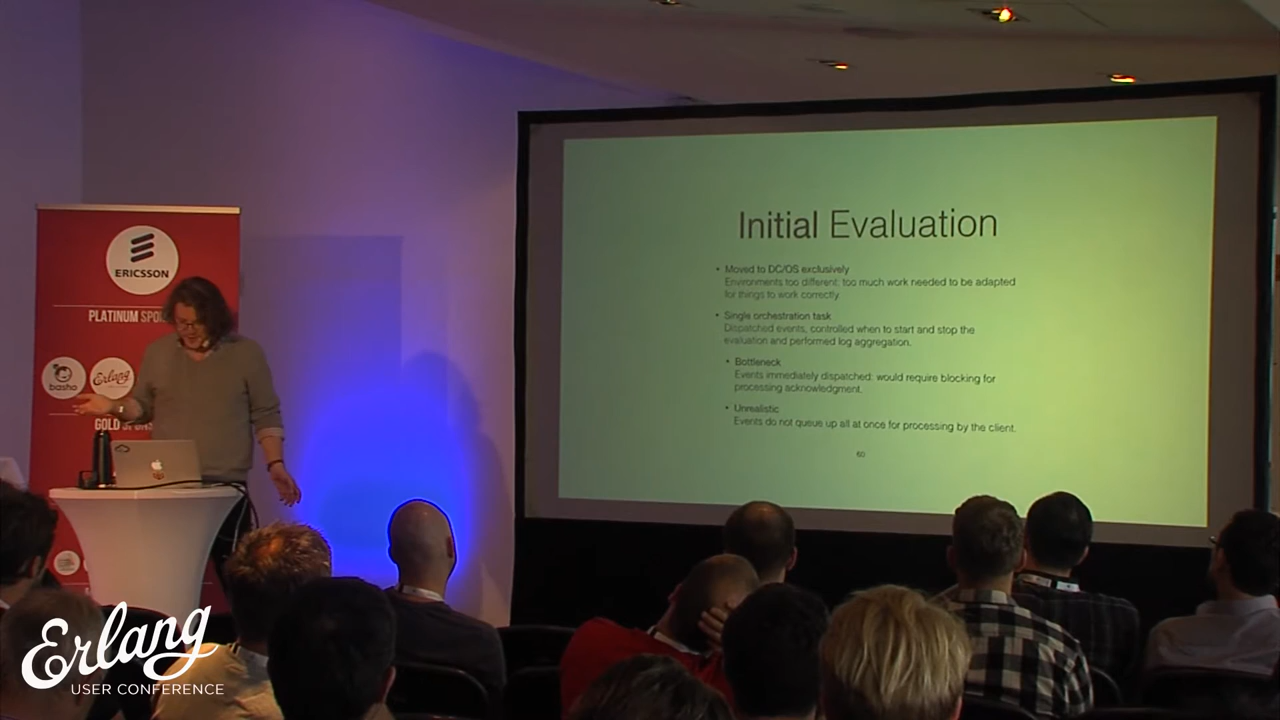 ERICSSON
PLATINUM SPO
basho
Erlang
GOLD SPONS
Initial Evaluation
• Moved to DC/OS exclusively
Environments too different: too much work needed to be adapted
for things to work correctly.
• Single orchestration task
Dispatched events, controlled when to start and stop the
evaluation and performed log aggregation.
• Bottleneck
Events immediately dispatched: would require blocking for
processing acknowledgment.
• Unrealistic
Events do not queue up all at once for processing by the client.
60
Erlang
USER CONFERENCE